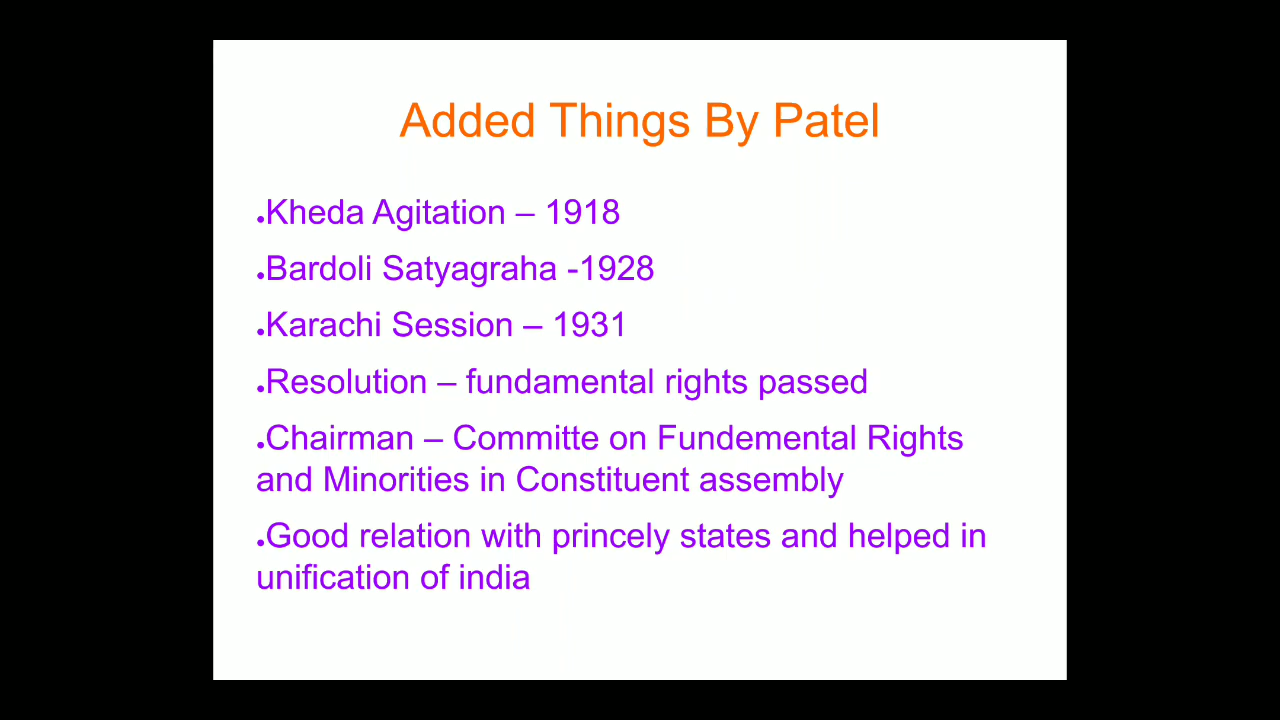 Added Things By Patel
●Kheda Agitation – 1918
●Bardoli Satyagraha -1928
●Karachi Session – 1931
●Resolution – fundamental rights passed
●Chairman – Committe on Fundemental Rights
and Minorities in Constituent assembly
●Good relation with princely states and helped in
unification of india